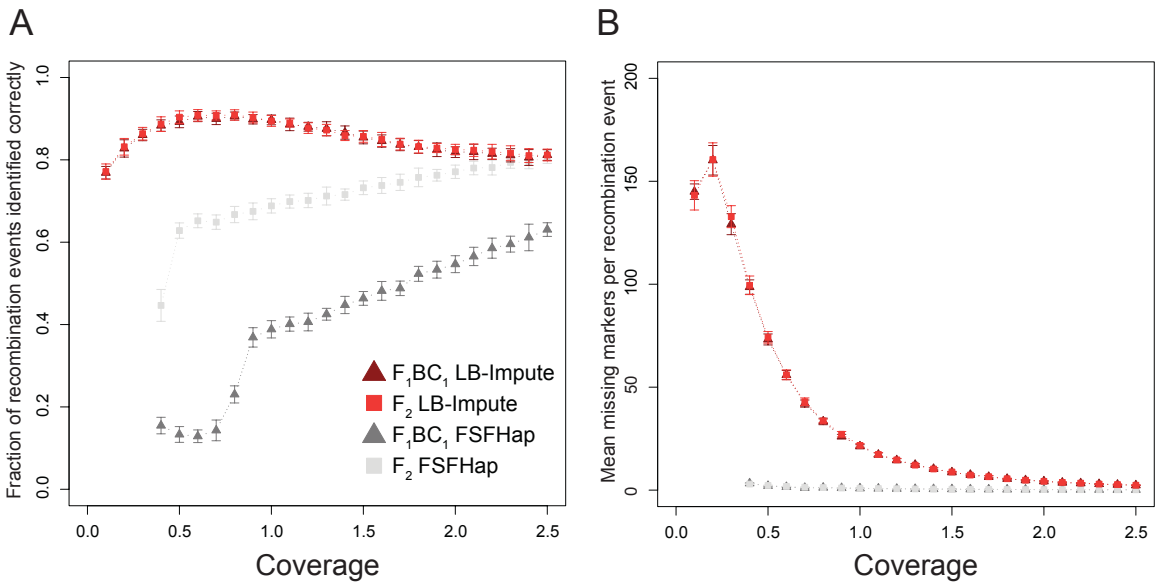 A
Fraction of recombination events identified correctly
1.0
0.8
0.6
0.4
0.2
0.0
F₁BC₁ LB-Impute
F₂ LB-Impute
F₁BC₁ FSFHap
F₂ FSFHap
0.0 0.5 1.0 1.5 2.0 2.5
Coverage
B
Mean missing markers per recombination event
200
150
100
50
0
0.0 0.5 1.0 1.5 2.0 2.5
Coverage